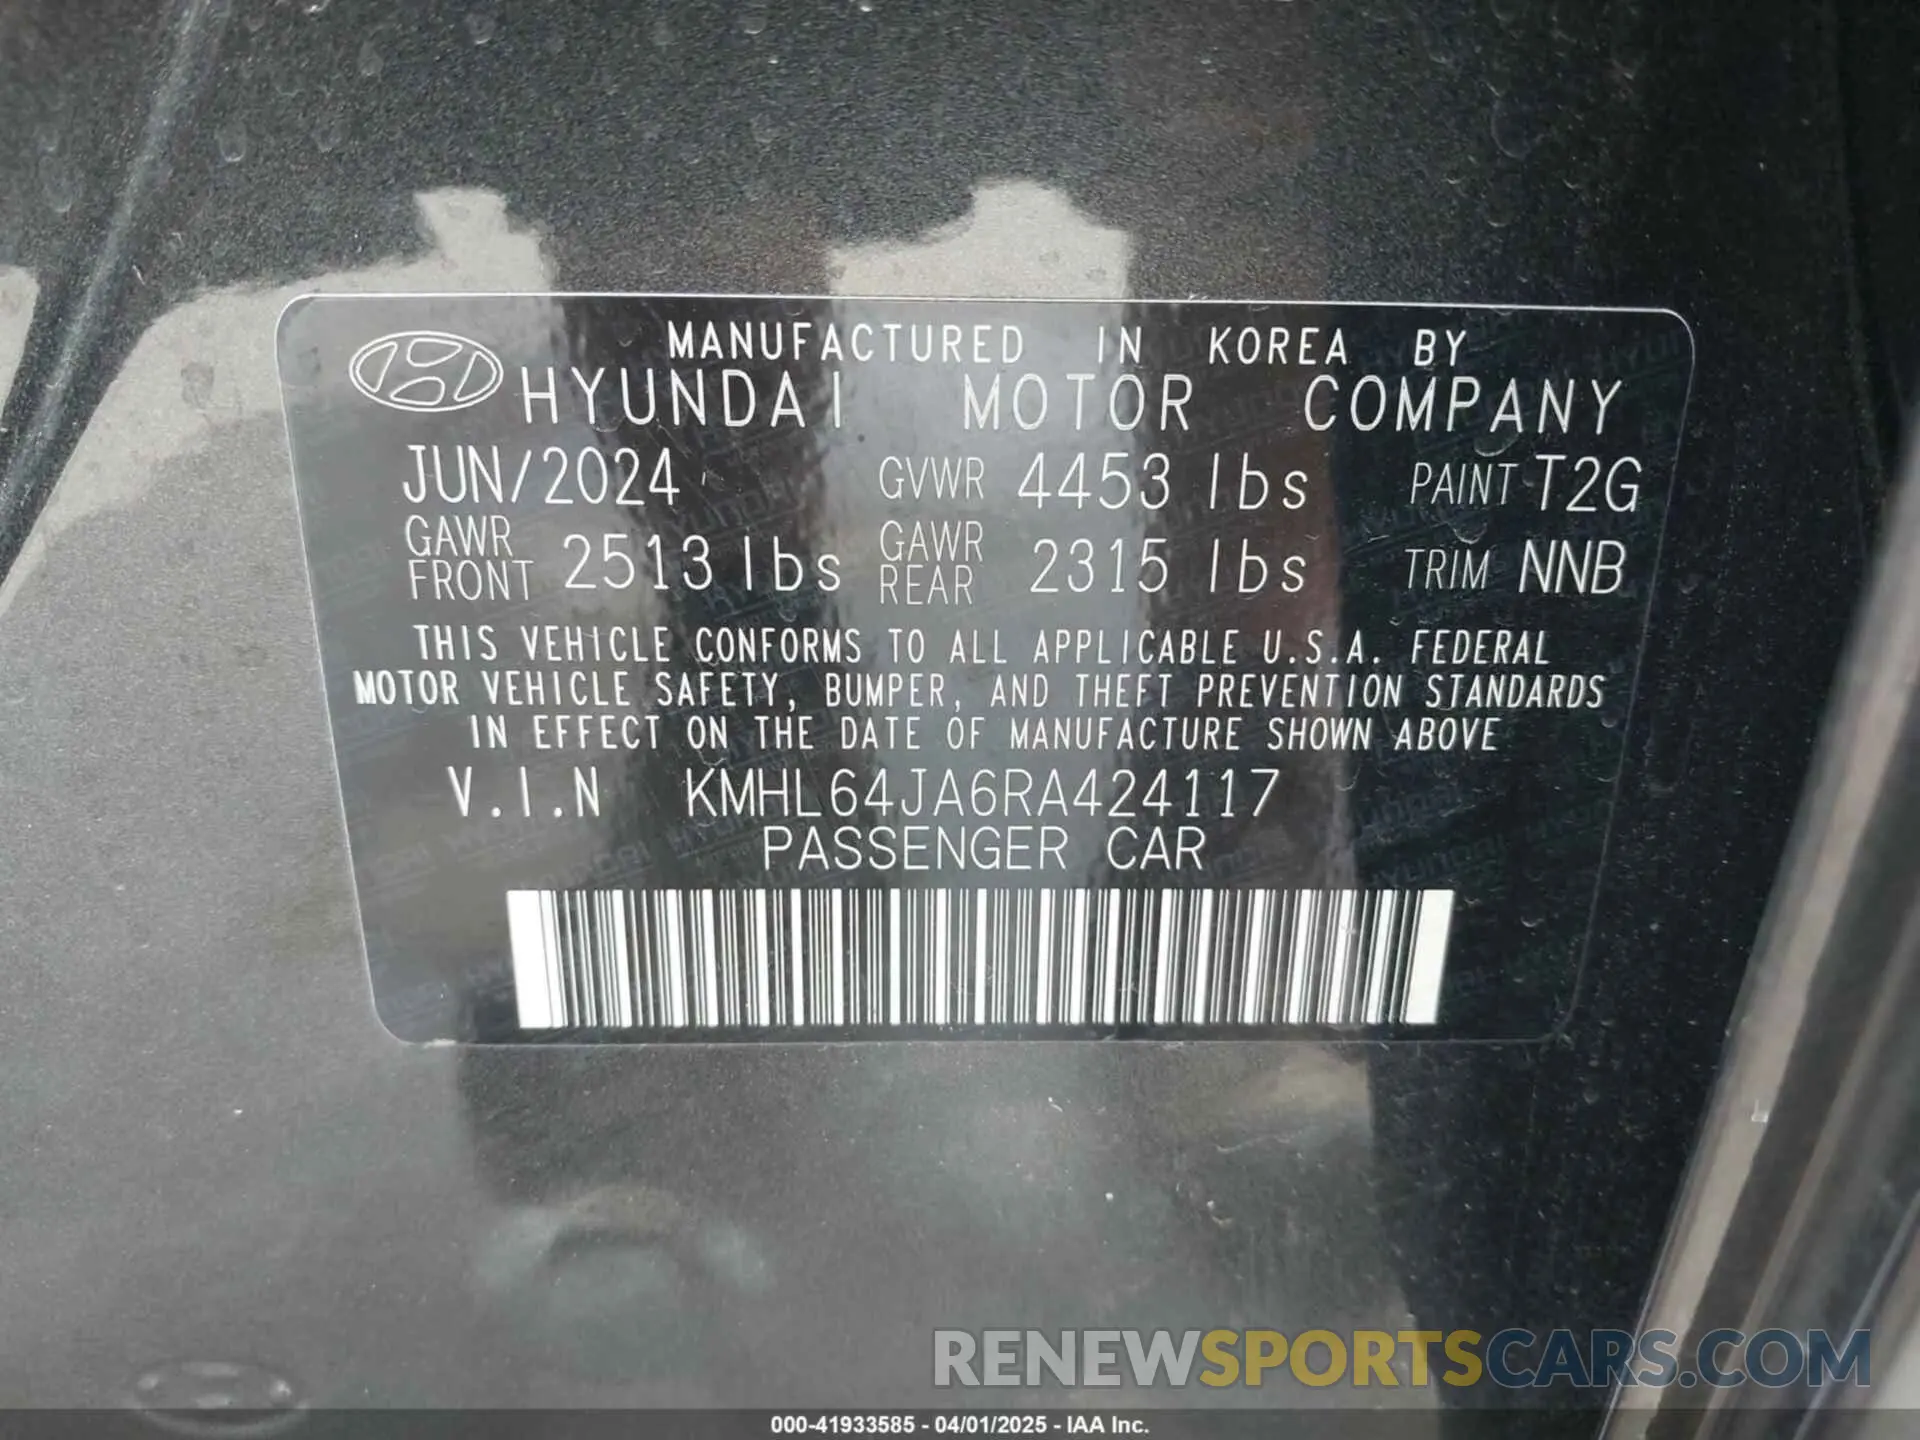 MANUFACTURED IN KOREA BY
HYUNDAI MOTOR COMPANY
JUN/2024 GVWR 4453 lbs PAINT T2G
GAWR FRONT 2513 lbs GAWR REAR 2315 lbs TRIM NNB
THIS VEHICLE CONFORMS TO ALL APPLICABLE U.S.A. FEDERAL
MOTOR VEHICLE SAFETY, BUMPER, AND THEFT PREVENTION STANDARDS
IN EFFECT ON THE DATE OF MANUFACTURE SHOWN ABOVE
V.I.N KMHL64JA6RA424117
PASSENGER CAR
RENEWSPORTSCARS.COM
000-41933585 - 04/01/2025 - IAA Inc.